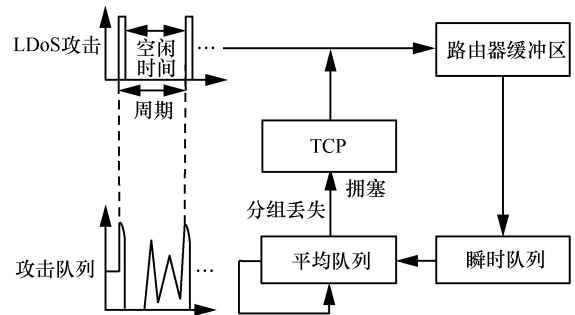 LDoS攻击
空闲
时间
…
路由器缓冲区
周期
TCP
拥塞
分组丢失
攻击队列
…
平均队列
瞬时队列